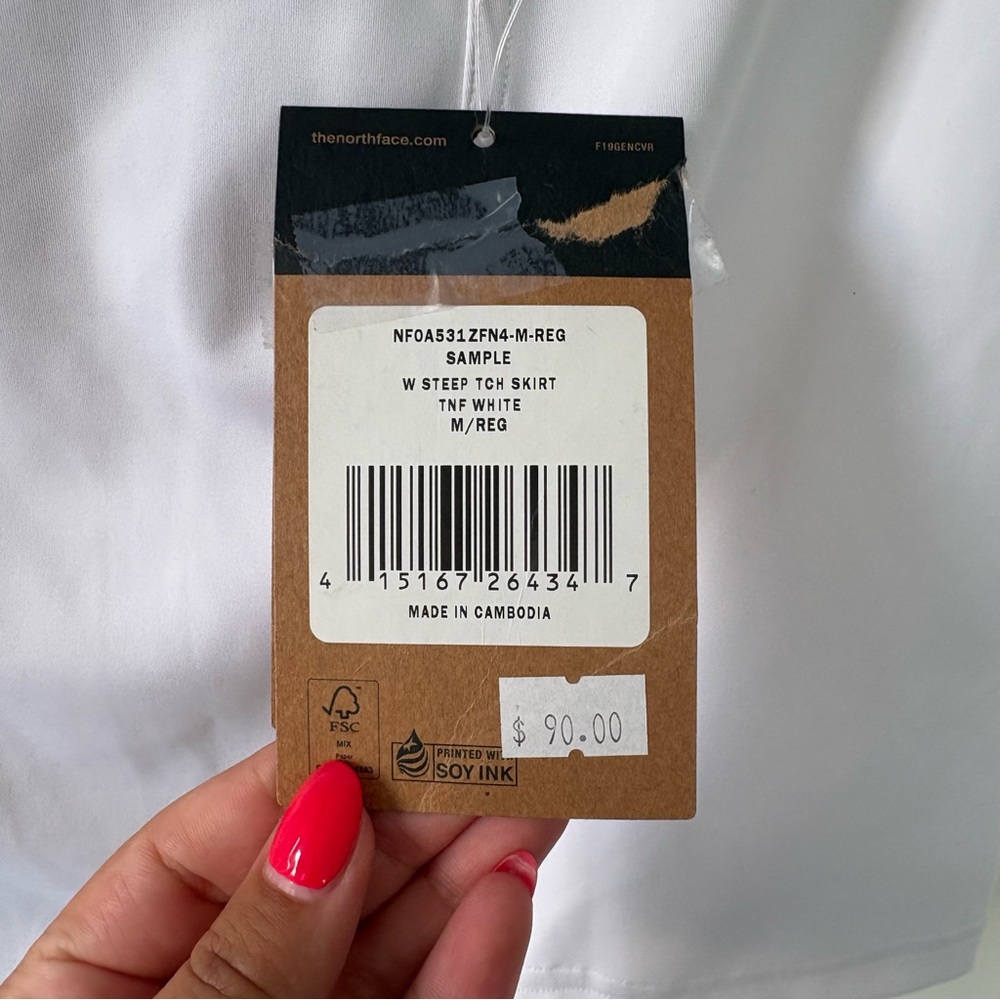 thenorthface.com
F19GENCVR
NF0A531ZFN4-M-REG
SAMPLE
W STEEP TCH SKIRT
TNF WHITE
M/REG
4 15167 26434 7
MADE IN CAMBODIA
$ 90.00
FSC
MIX
Paper
PRINTED WITH
SOY INK